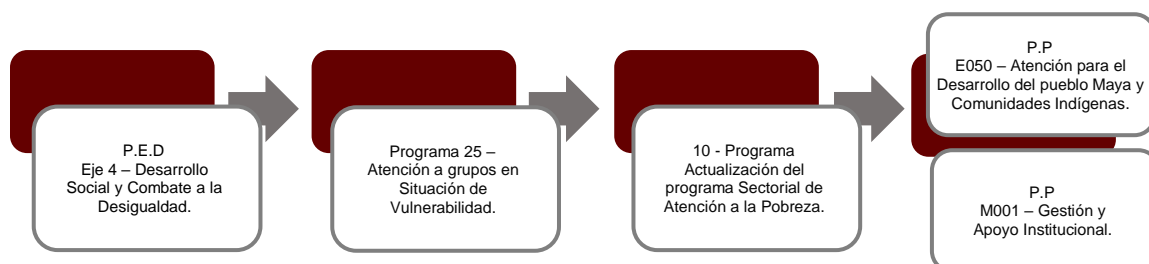 P.E.D
Eje 4 – Desarrollo
Social y Combate a la
Desigualdad.
Programa 25 –
Atención a grupos en
Situación de
Vulnerabilidad.
10 - Programa
Actualización del
programa Sectorial de
Atención a la Pobreza.
P.P
E050 – Atención para el
Desarrollo del pueblo Maya y
Comunidades Indígenas.
P.P
M001 – Gestión y
Apoyo Institucional.